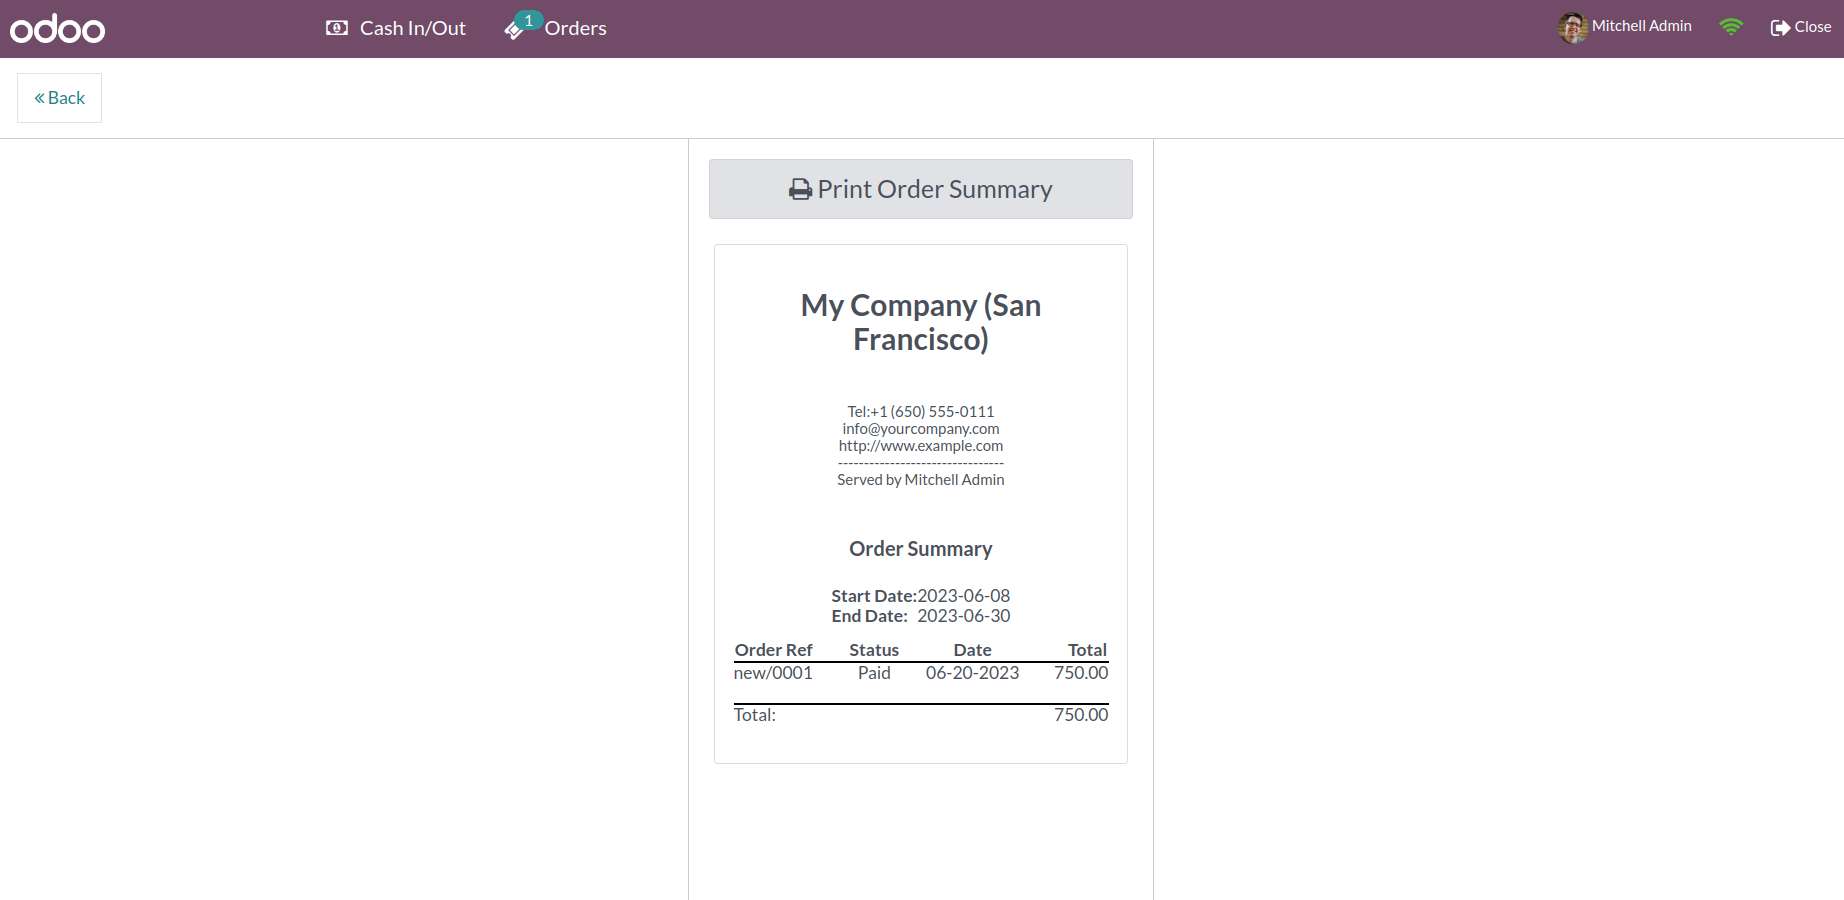 odoo
Cash In/Out
1
Orders
Mitchell Admin
Close
« Back
Print Order Summary
My Company (San
Francisco)
Tel:+1 (650) 555-0111
info@yourcompany.com
http://www.example.com
--------------------------------
Served by Mitchell Admin
Order Summary
Start Date:2023-06-08
End Date: 2023-06-30
Order Ref Status Date Total
new/0001 Paid 06-20-2023 750.00
Total: 750.00